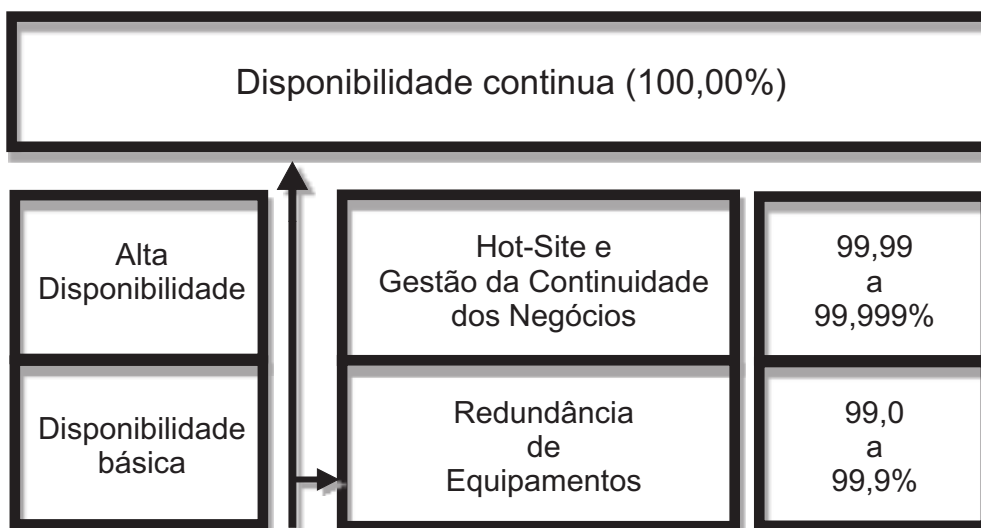 Disponibilidade continua (100,00%)
Alta
Disponibilidade
Hot-Site e
Gestão da Continuidade
dos Negócios
99,99
a
99,999%
Disponibilidade
básica
Redundância
de
Equipamentos
99,0
a
99,9%